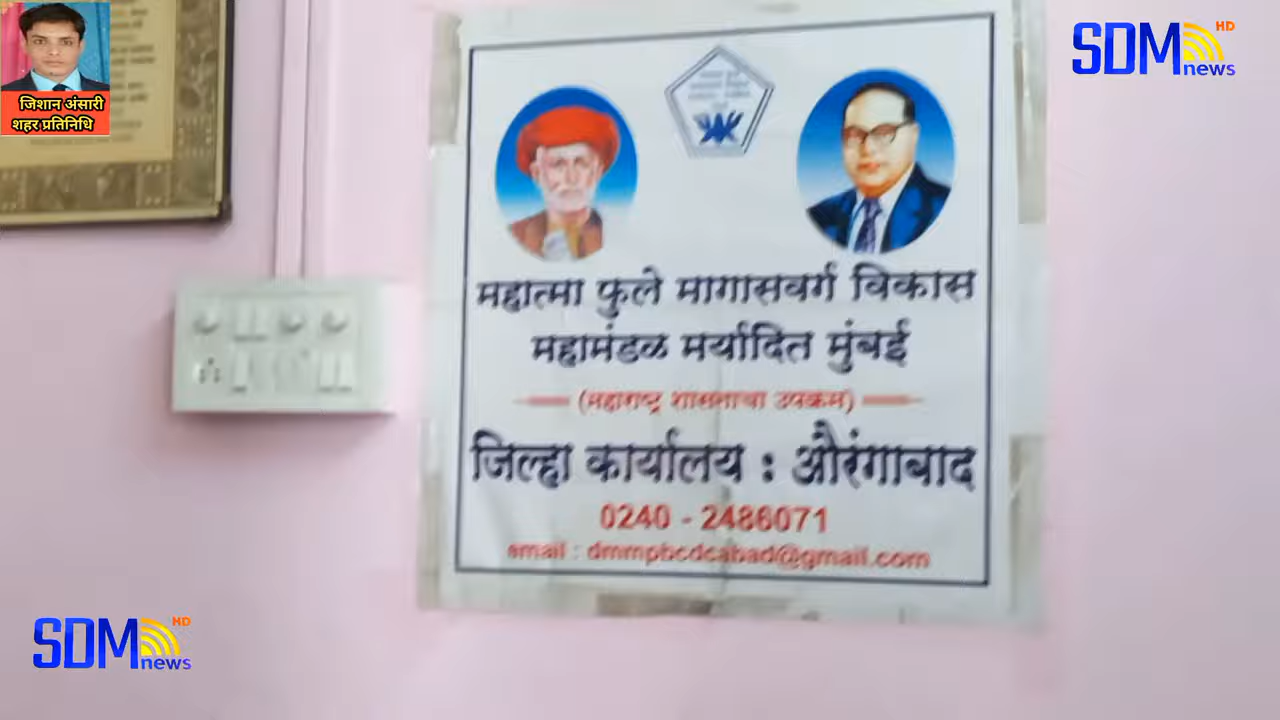 जिशान अंसारी
शहर प्रतिनिधि
SDM news HD
महात्मा फुले मागासवर्ग विकास
महामंडळ मर्यादित मुंबई
(महाराष्ट्र शासनाचा उपक्रम)
जिल्हा कार्यालय : औरंगाबाद
0240 - 2486071
email : dmmpbcdcabad@gmail.com
SDM news HD